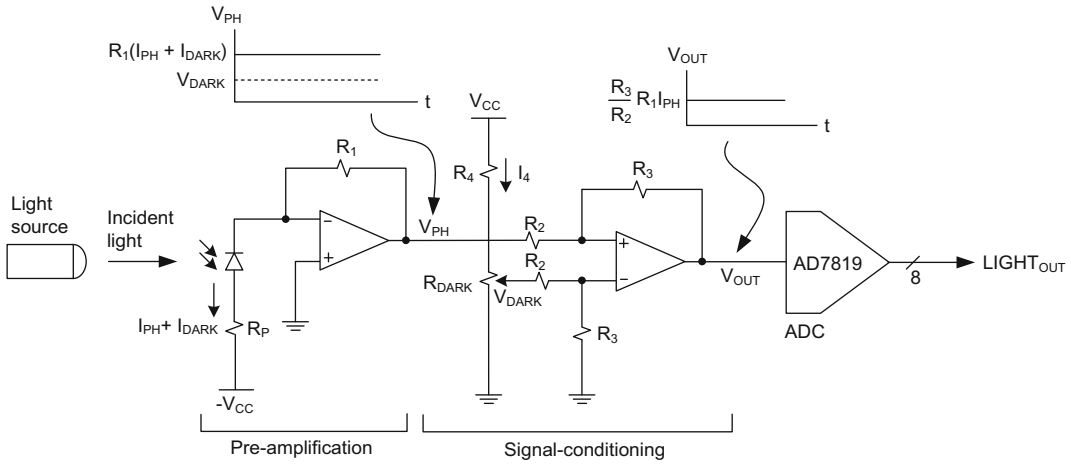 V_PH
R_1(I_PH + I_DARK)
V_DARK
t
V_OUT
R_3
R_2
R_1I_PH
t
V_CC
R_4
I_4
R_1
R_3
Light
source
Incident
light
−
+
V_PH
R_2
+
−
R_2
R_DARK
V_DARK
V_OUT
AD7819
8
LIGHT_OUT
ADC
I_PH+ I_DARK
R_P
R_3
-V_CC
Pre-amplification
Signal-conditioning